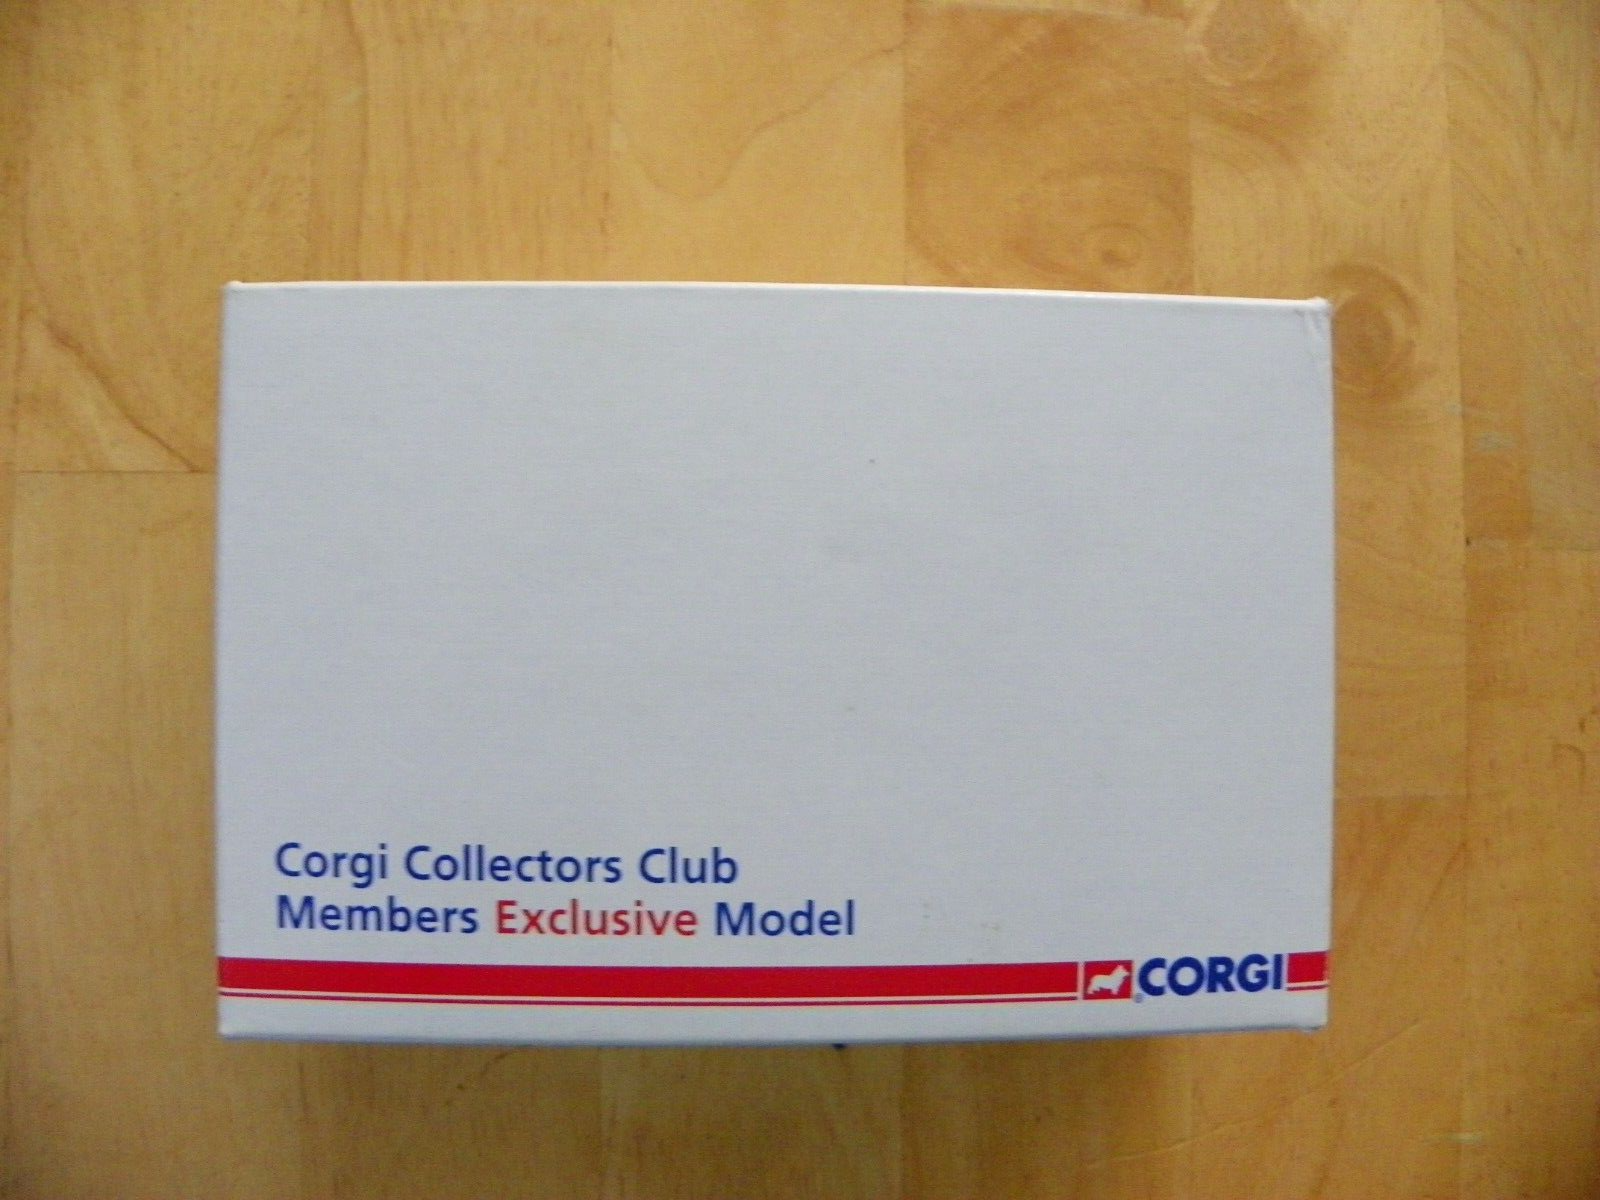 Corgi Collectors Club
Members Exclusive Model
CORGI